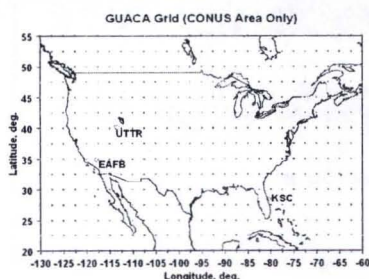 GUACA Grid (CONUS Area Only)
55
50
45
40
35
30
25
20
Latitude, deg.
UTTR
EAFB
KSC
-130 -125 -120 -115 -110 -105 -100 -95 -90 -85 -80 -75 -70 -65 -60
Longitude, deg.